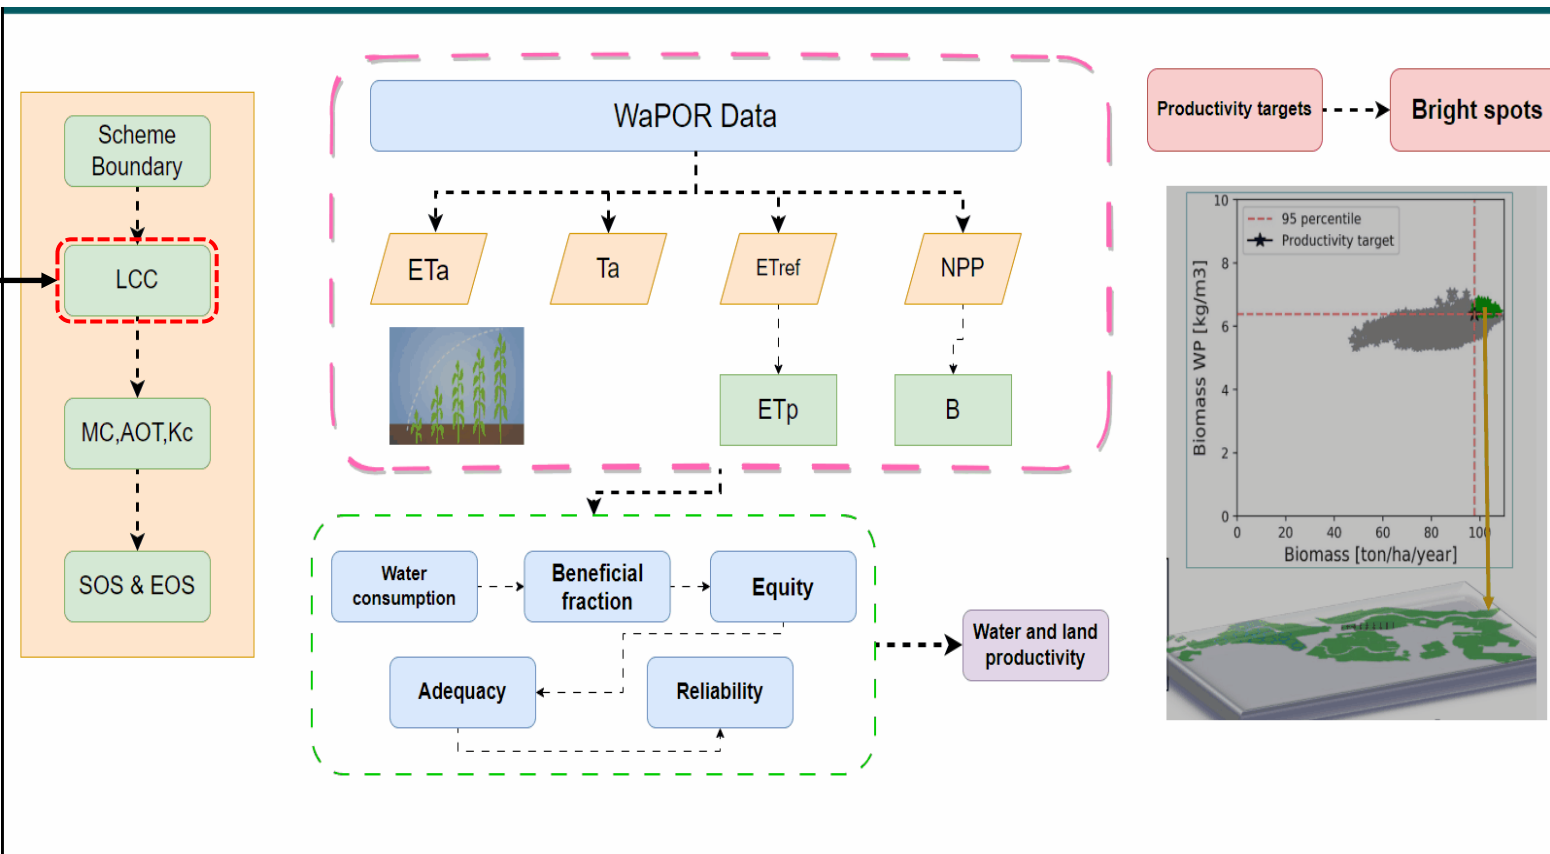 Scheme
Boundary
LCC
MC,AOT,Kc
SOS & EOS
WaPOR Data
ETa
Ta
ETref
NPP
ETp
B
Water
consumption
Beneficial
fraction
Equity
Adequacy
Reliability
Water and land
productivity
Productivity targets
Bright spots
95 percentile
Productivity target
Biomass WP [kg/m3]
10
8
6
4
2
0
0 20 40 60 80 100
Biomass [ton/ha/year]